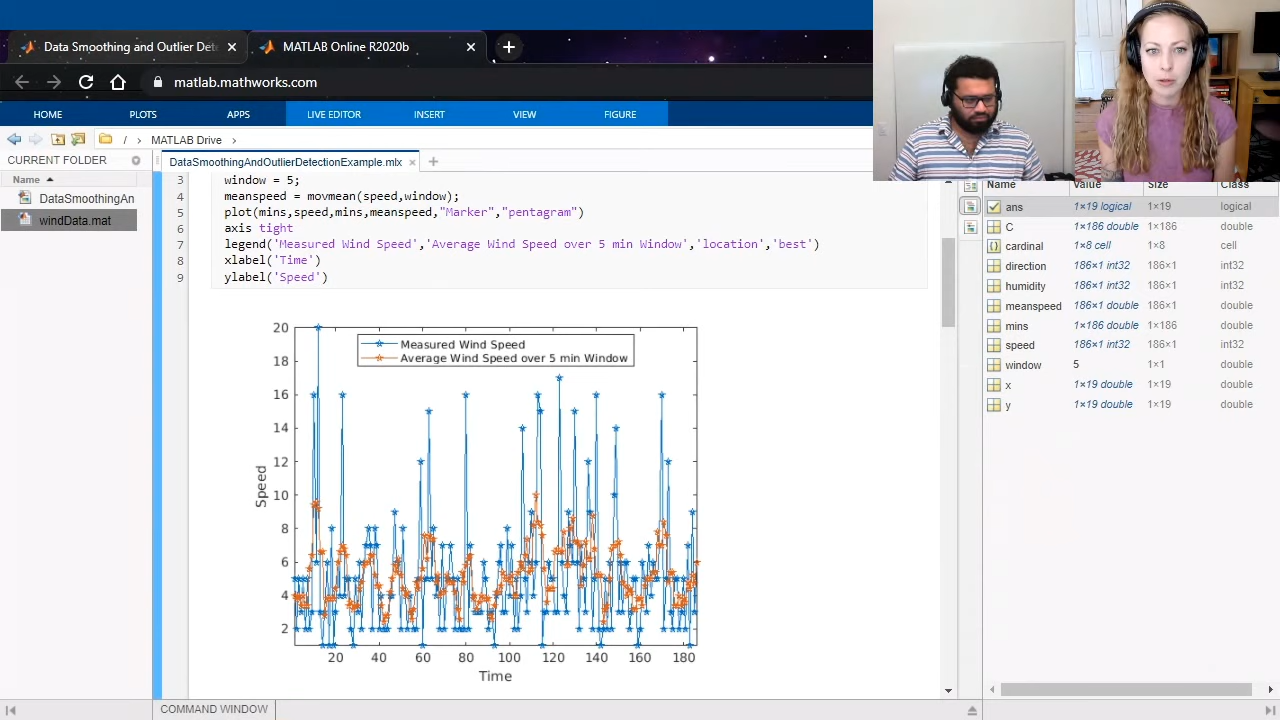 Data Smoothing and Outlier Det
MATLAB Online R2020b
matlab.mathworks.com
HOME PLOTS APPS LIVE EDITOR INSERT VIEW FIGURE
/ > MATLAB Drive >
CURRENT FOLDER
Name
DataSmoothingAn
windData.mat
DataSmoothingAndOutlierDetectionExample.mlx
3 window = 5;
4 meanspeed = movmean(speed,window);
5 plot(mins,speed,mins,meanspeed,"Marker","pentagram")
6 axis tight
7 legend('Measured Wind Speed','Average Wind Speed over 5 min Window','location','best')
8 xlabel('Time')
9 ylabel('Speed')
Measured Wind Speed
Average Wind Speed over 5 min Window
20
18
16
14
12
10
8
6
4
2
Speed
20 40 60 80 100 120 140 160 180
Time
Name Value Size Class
ans 1×19 logical 1×19 logical
C 1×186 double 1×186 double
cardinal 1×8 cell 1×8 cell
direction 186×1 int32 186×1 int32
humidity 186×1 int32 186×1 int32
meanspeed 186×1 double 186×1 double
mins 1×186 double 1×186 double
speed 186×1 int32 186×1 int32
window 5 1×1 double
x 1×19 double 1×19 double
y 1×19 double 1×19 double
COMMAND WINDOW